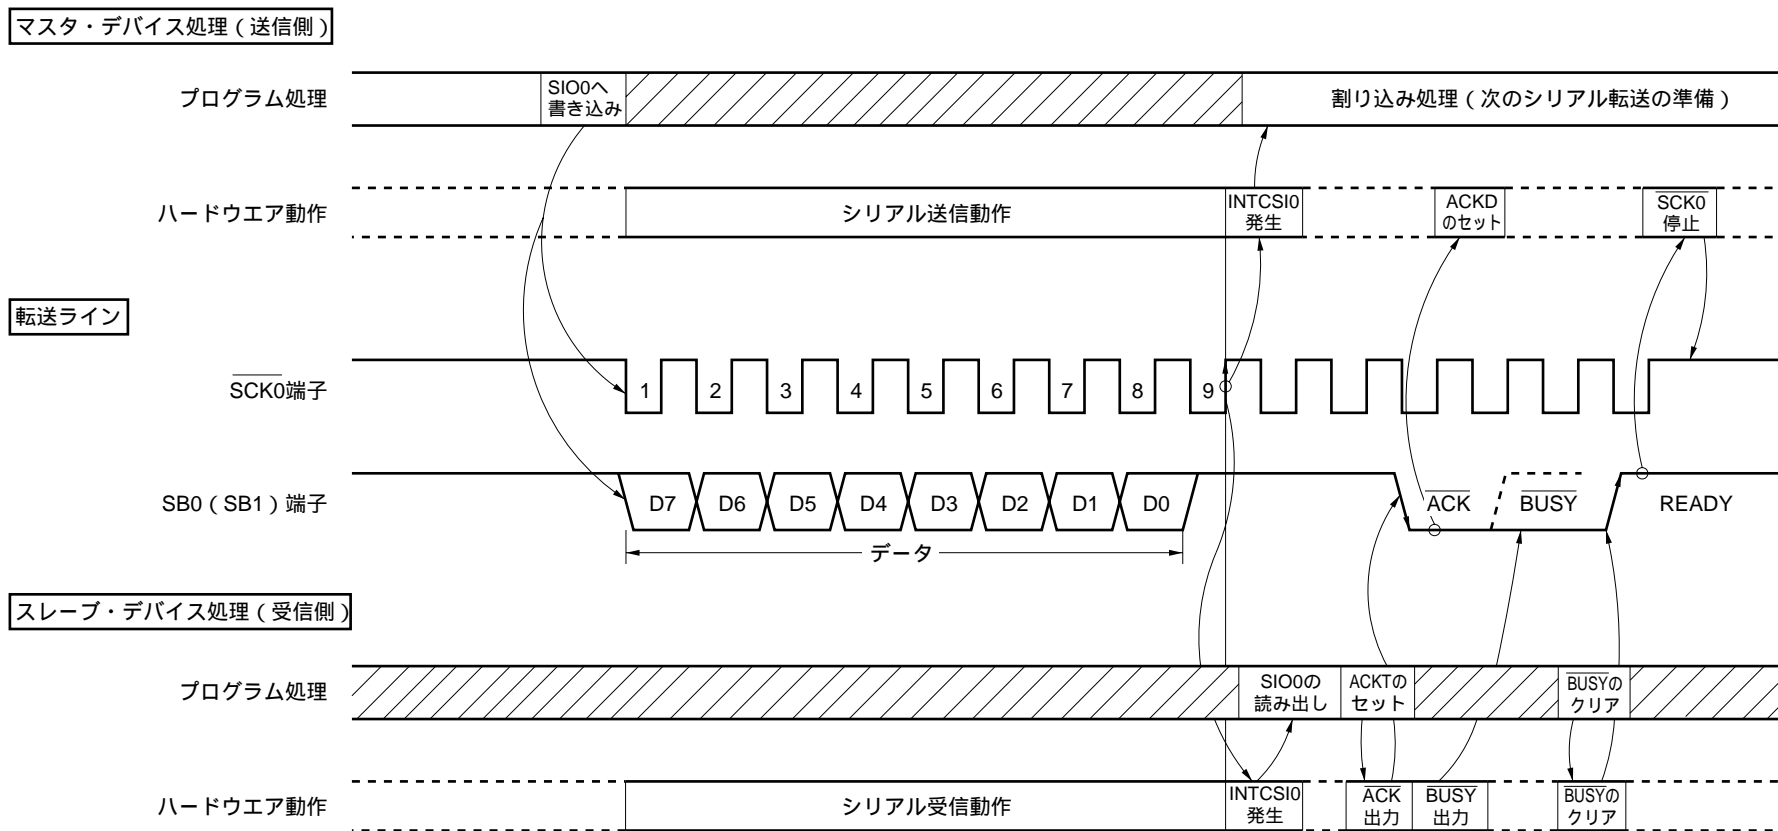 マスタ・デバイス処理（送信側）
プログラム処理
SIO0へ
書き込み
割り込み処理（次のシリアル転送の準備）
ハードウエア動作
シリアル送信動作
INTCSI0
発生
ACKD
のセット
SCK0
停止
転送ライン
SCK0端子
1 2 3 4 5 6 7 8 9
SB0（SB1）端子
D7 D6 D5 D4 D3 D2 D1 D0
ACK
BUSY
READY
データ
スレーブ・デバイス処理（受信側）
プログラム処理
SIO0の
読み出し
ACKTの
セット
BUSYの
クリア
ハードウエア動作
シリアル受信動作
INTCSI0
発生
ACK
出力
BUSY
出力
BUSYの
クリア